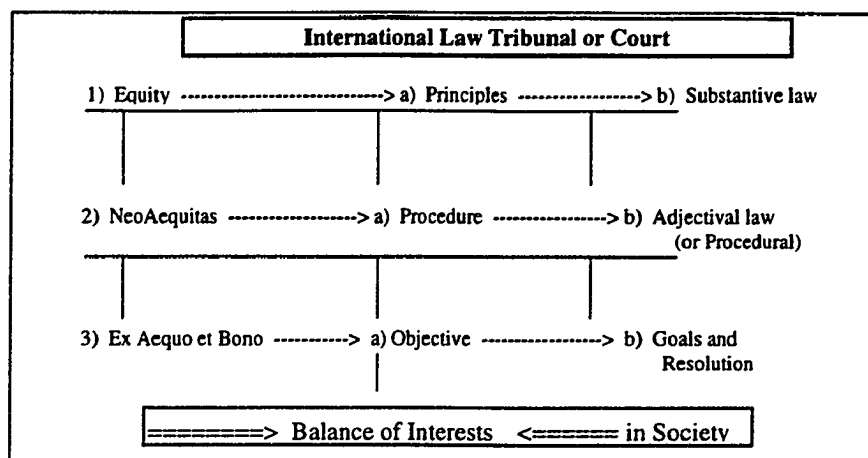 International Law Tribunal or Court
1) Equity --------------------> a) Principles ---------------> b) Substantive law
2) NeoAequitas --------------> a) Procedure --------------> b) Adjectival law
(or Procedural)
3) Ex Aequo et Bono ----------> a) Objective ---------------> b) Goals and
Resolution
========> Balance of Interests <====== in Society